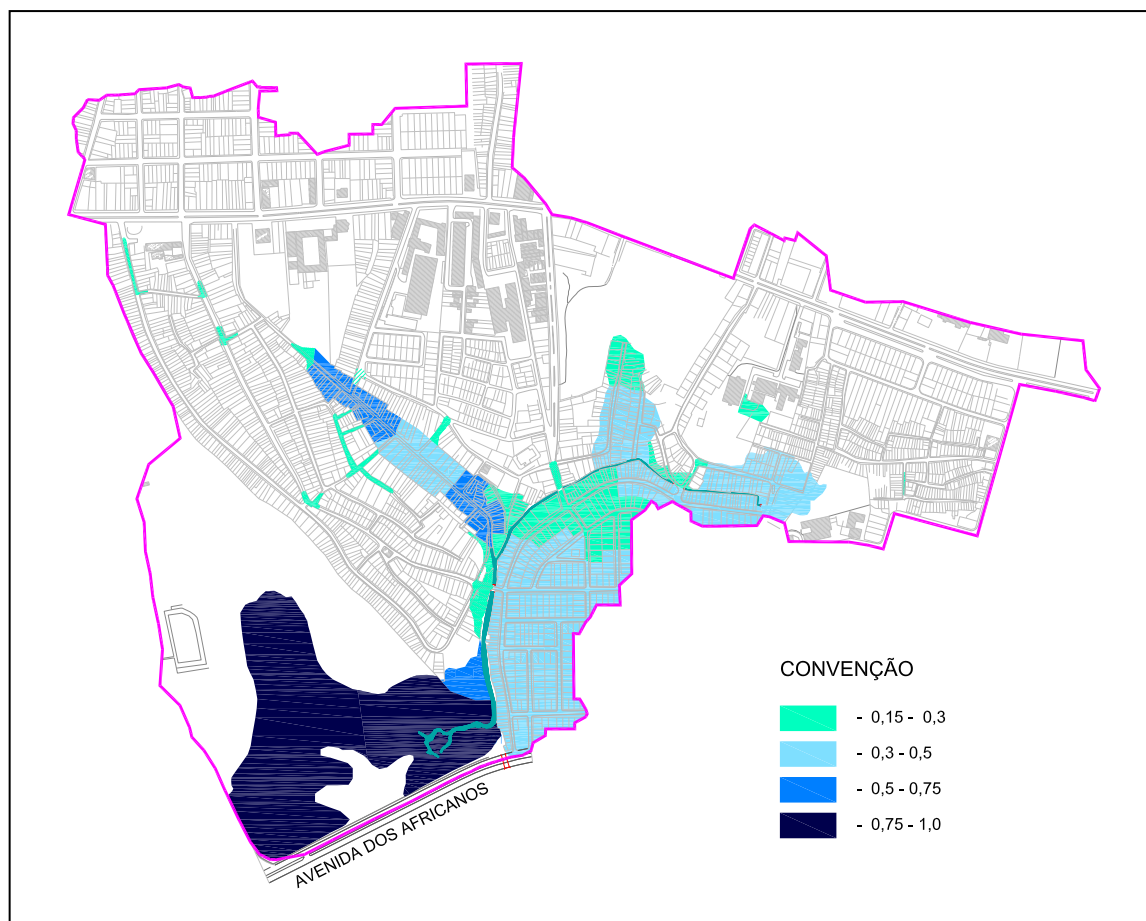 CONVENÇÃO
- 0,15 - 0,3
- 0,3 - 0,5
- 0,5 - 0,75
- 0,75 - 1,0
AVENIDA DOS AFRICANOS